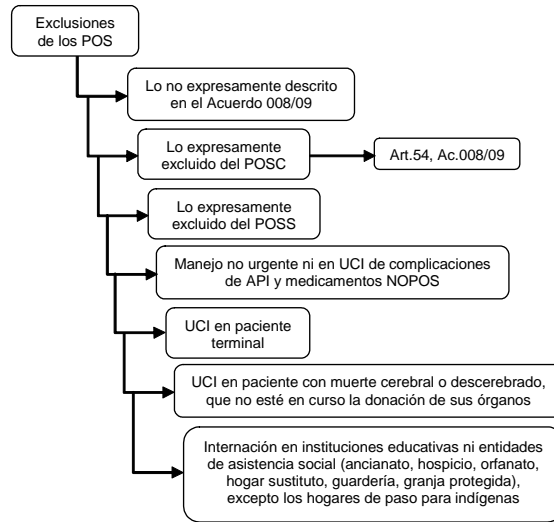 Exclusiones
de los POS
Lo no expresamente descrito
en el Acuerdo 008/09
Lo expresamente
excluido del POSC
Art.54, Ac.008/09
Lo expresamente
excluido del POSS
Manejo no urgente ni en UCI de complicaciones
de API y medicamentos NOPOS
UCI en paciente
terminal
UCI en paciente con muerte cerebral o descerebrado,
que no esté en curso la donación de sus órganos
Internación en instituciones educativas ni entidades
de asistencia social (ancianato, hospicio, orfanato,
hogar sustituto, guardería, granja protegida),
excepto los hogares de paso para indígenas